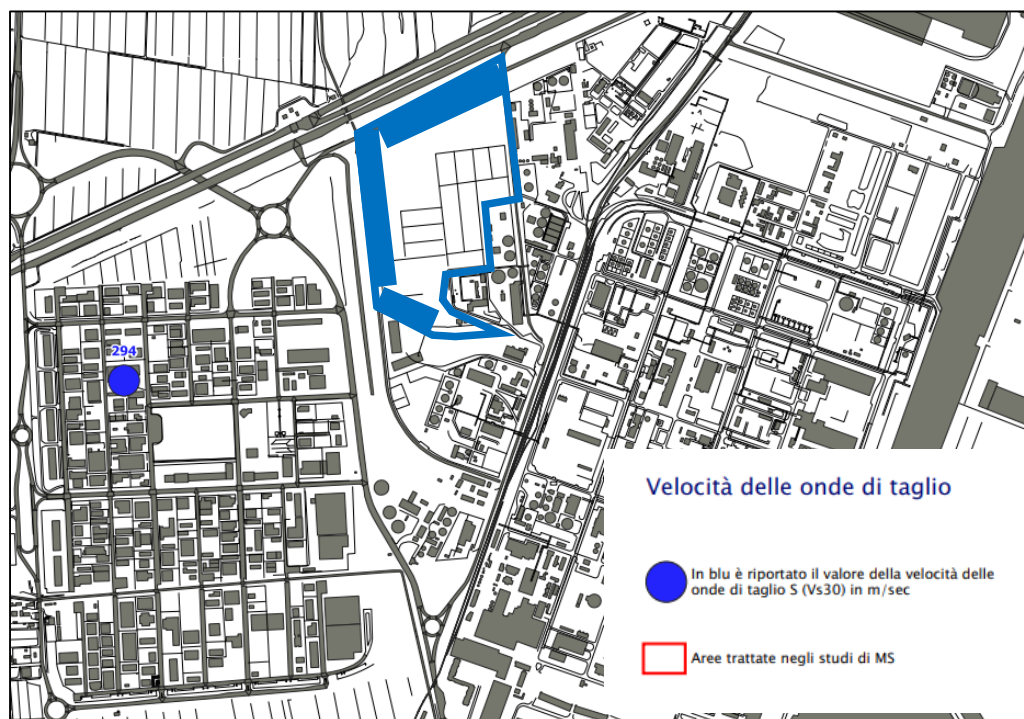 294
Velocità delle onde di taglio
In blu è riportato il valore della velocità delle
onde di taglio S (Vs30) in m/sec
Aree trattate negli studi di MS